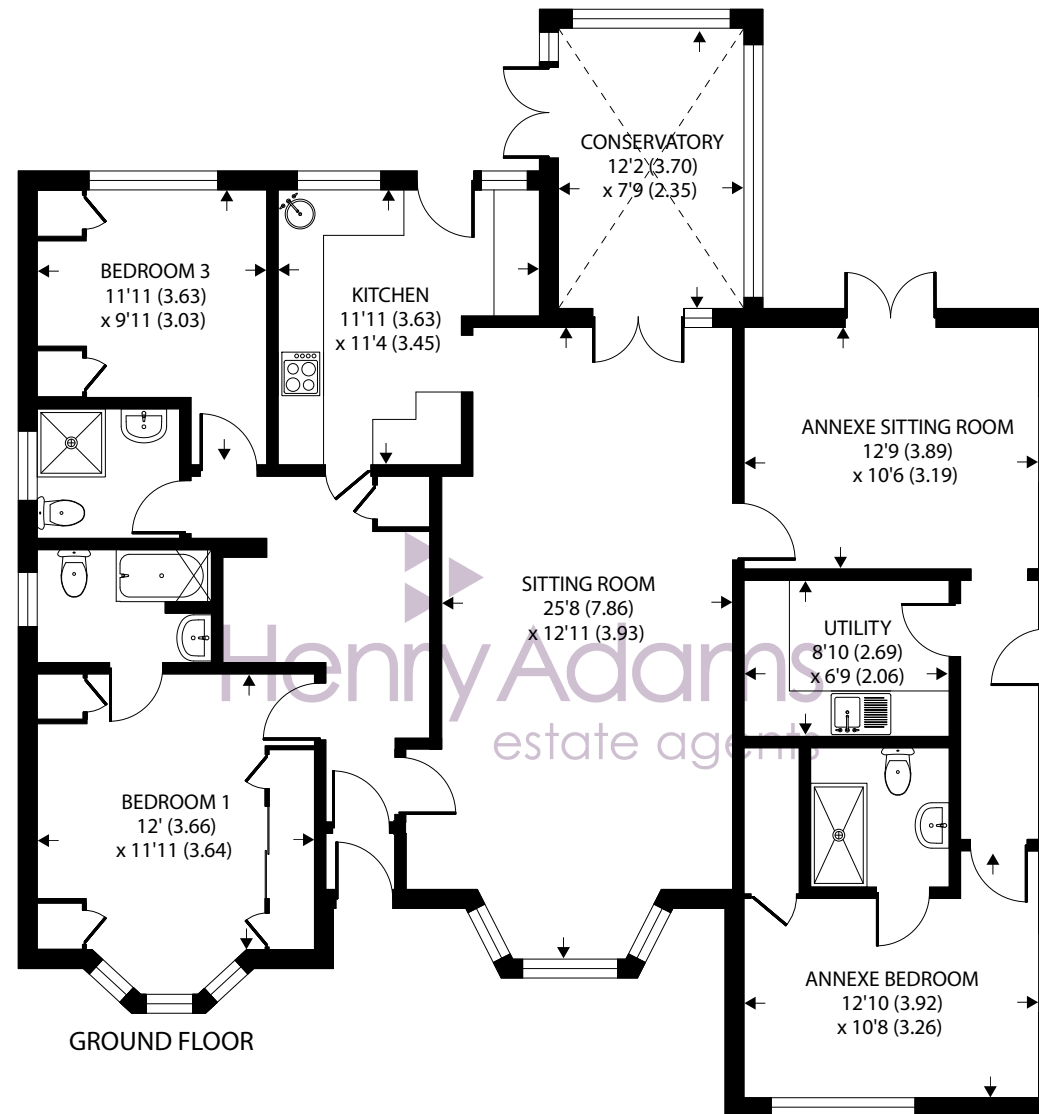 CONSERVATORY
12'2 (3.70)
x 7'9 (2.35)
BEDROOM 3
11'11 (3.63)
x 9'11 (3.03)
KITCHEN
11'11 (3.63)
x 11'4 (3.45)
ANNEXE SITTING ROOM
12'9 (3.89)
x 10'6 (3.19)
SITTING ROOM
25'8 (7.86)
x 12'11 (3.93)
UTILITY
8'10 (2.69)
x 6'9 (2.06)
Henry Adams
estate agents
BEDROOM 1
12' (3.66)
x 11'11 (3.64)
ANNEXE BEDROOM
12'10 (3.92)
x 10'8 (3.26)
GROUND FLOOR